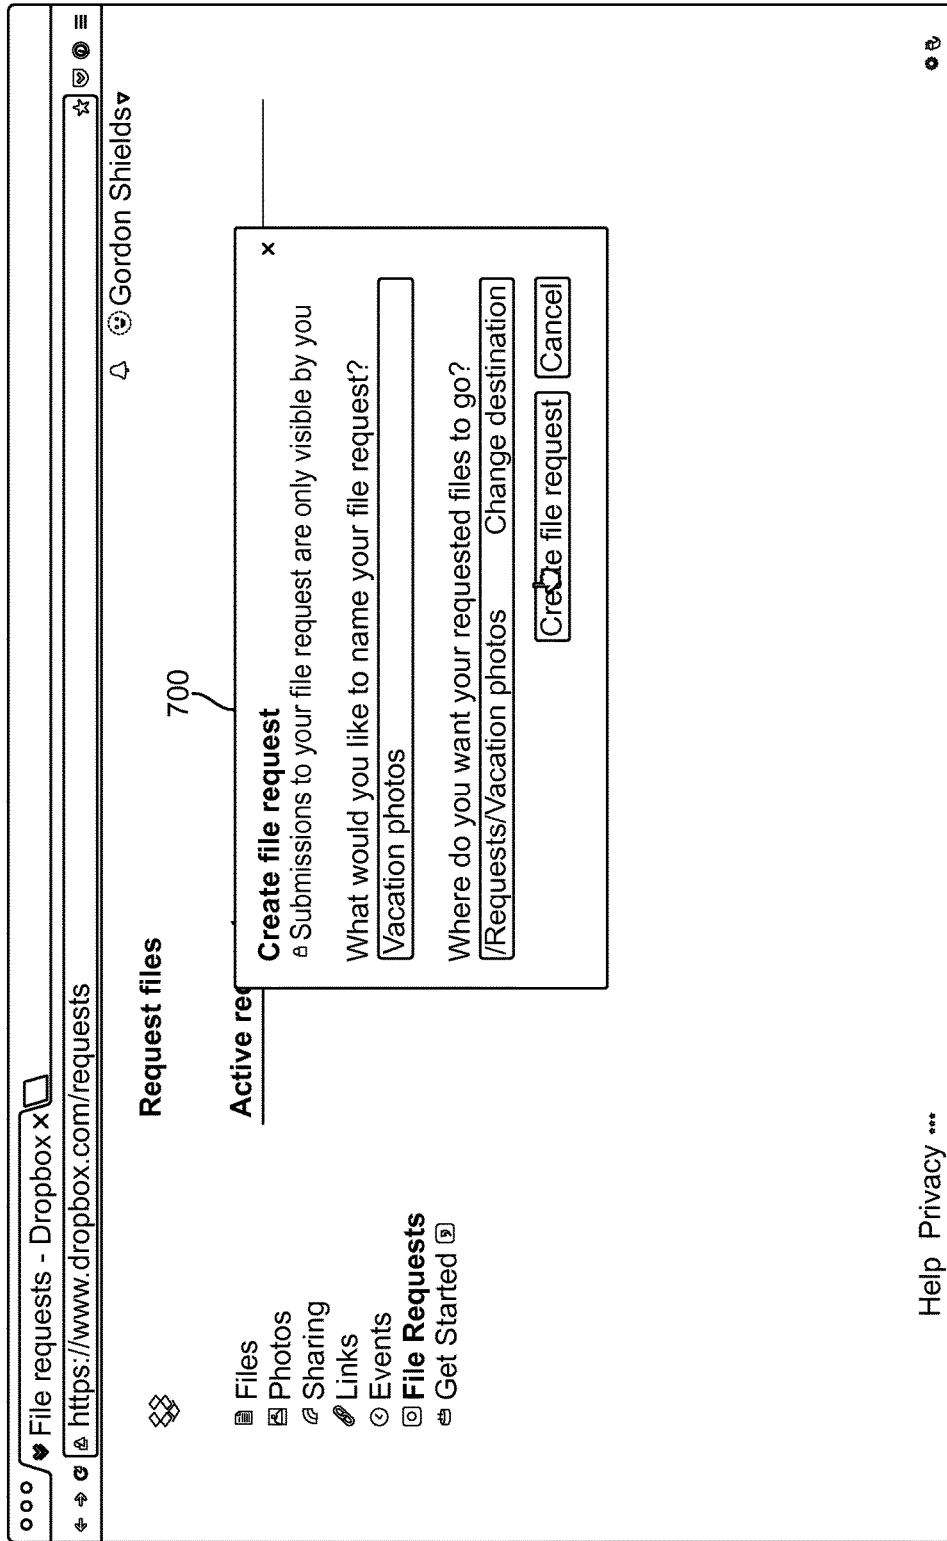 File requests - Dropbox
https://www.dropbox.com/requests
Gordon Shields
Request files
Active req
700
Files
Photos
Sharing
Links
Events
File Requests
Get Started
Create file request
Submissions to your file request are only visible by you
What would you like to name your file request?
Vacation photos
Where do you want your requested files to go?
/Requests/Vacation photos Change destination
Create file request Cancel
Help Privacy •••